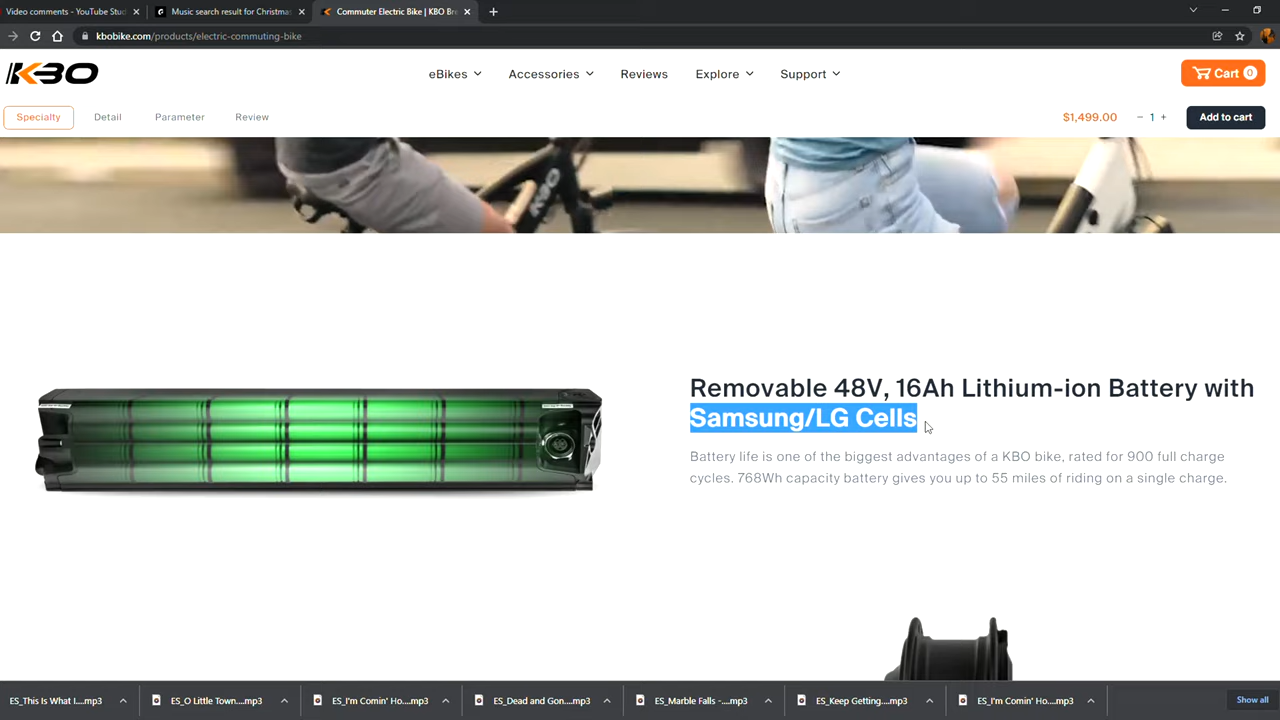 Video comments - YouTube Stud
Music search result for Christmas
Commuter Electric Bike | KBO Bre
kbobike.com/products/electric-commuting-bike
KBO
eBikes
Accessories
Reviews
Explore
Support
Cart 0
Specialty
Detail
Parameter
Review
$1,499.00
− 1 +
Add to cart
KBO
Removable 48V, 16Ah Lithium-ion Battery with
Samsung/LG Cells
Battery life is one of the biggest advantages of a KBO bike, rated for 900 full charge
cycles. 768Wh capacity battery gives you up to 55 miles of riding on a single charge.
ES_This Is What I....mp3
ES_O Little Town....mp3
ES_I'm Comin' Ho....mp3
ES_Dead and Gon....mp3
ES_Marble Falls -....mp3
ES_Keep Getting....mp3
ES_I'm Comin' Ho....mp3
Show all